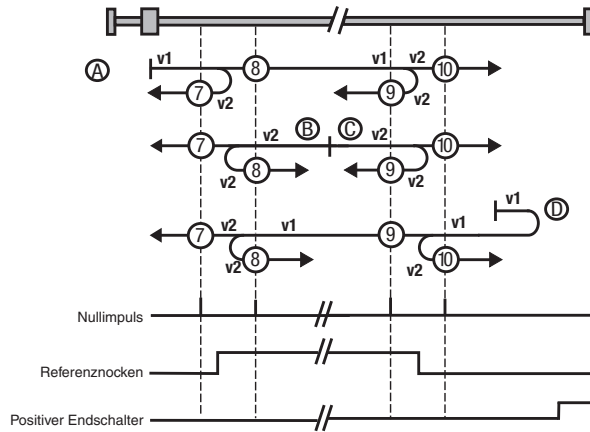 v1 8 v1 v2 10
A
7 v2 9 v2
7 v2 B C v2 10
v2 8 9 v2
v1 D
7 v2 v1 9 v1
v2 8 v2 10
Nullimpuls
Referenznocken
Positiver Endschalter